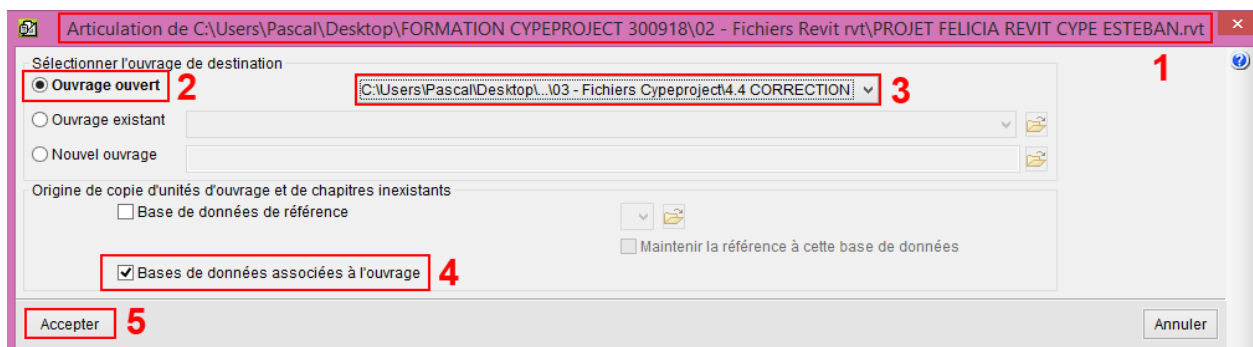 Articulation de C:\Users\Pascal\Desktop\FORMATION CYPEPROJECT 300918\02 - Fichiers Revit rvt\PROJET FELICIA REVIT CYPE ESTEBAN.rvt
1
Sélectionner l'ouvrage de destination
Ouvrage ouvert 2 C:\Users\Pascal\Desktop\...\03 - Fichiers Cypeproject\4.4 CORRECTION 3
Ouvrage existant
Nouvel ouvrage
Origine de copie d'unités d'ouvrage et de chapitres inexistants
Base de données de référence
Maintenir la référence à cette base de données
Bases de données associées à l'ouvrage 4
Accepter 5 Annuler